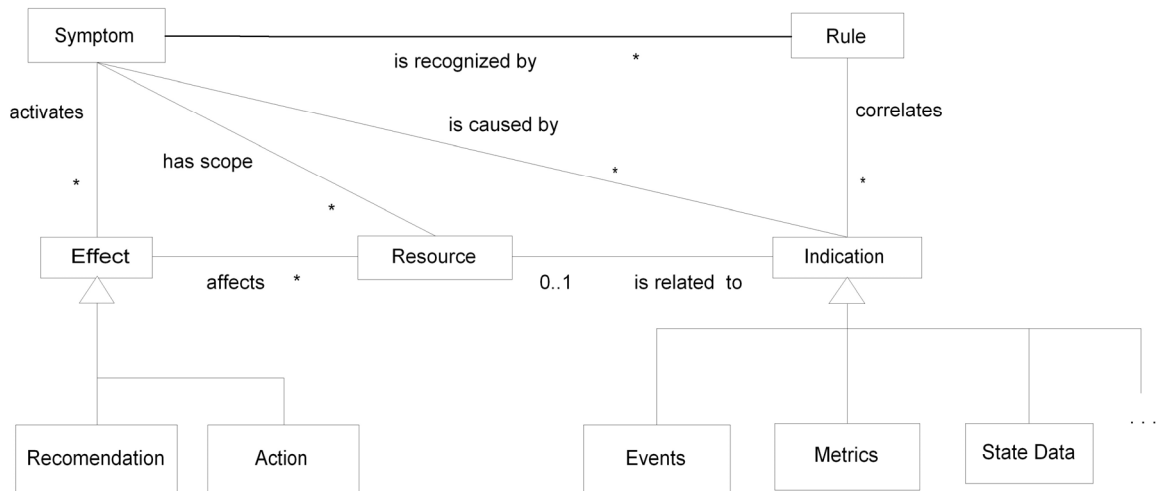 Symptom
Rule
is recognized by *
activates
correlates
is caused by
has scope
*
*
*
*
Effect
Resource
Indication
affects *
0..1
is related to
Recomendation
Action
Events
Metrics
State Data
. . .